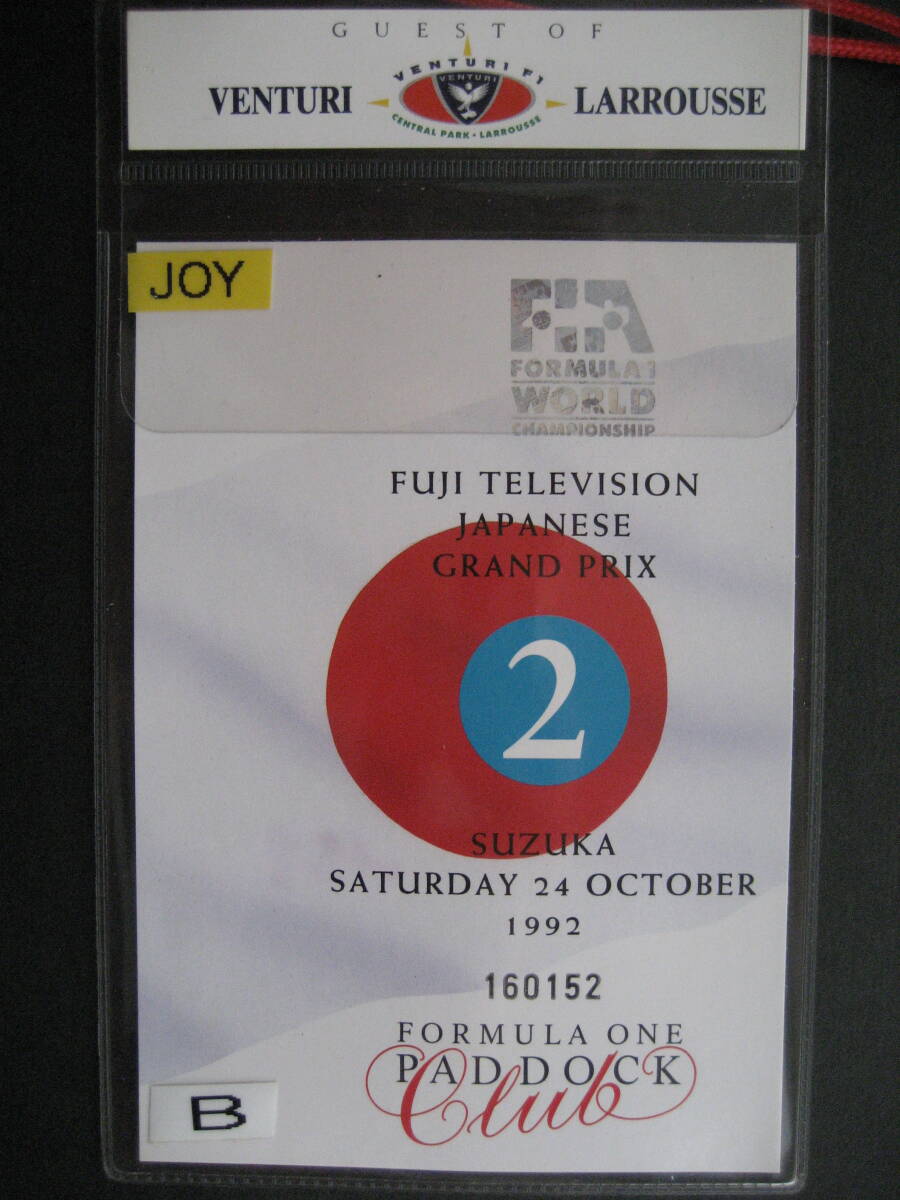 GUEST OF
VENTURI
VENTURI F1
VENTURI
CENTRAL PARK • LARROUSSE
LARROUSSE
JOY
FIA
FORMULA 1
WORLD
CHAMPIONSHIP
FUJI TELEVISION
JAPANESE
GRAND PRIX
2
SUZUKA
SATURDAY 24 OCTOBER
1992
160152
FORMULA ONE
PADDOCK
Club
B